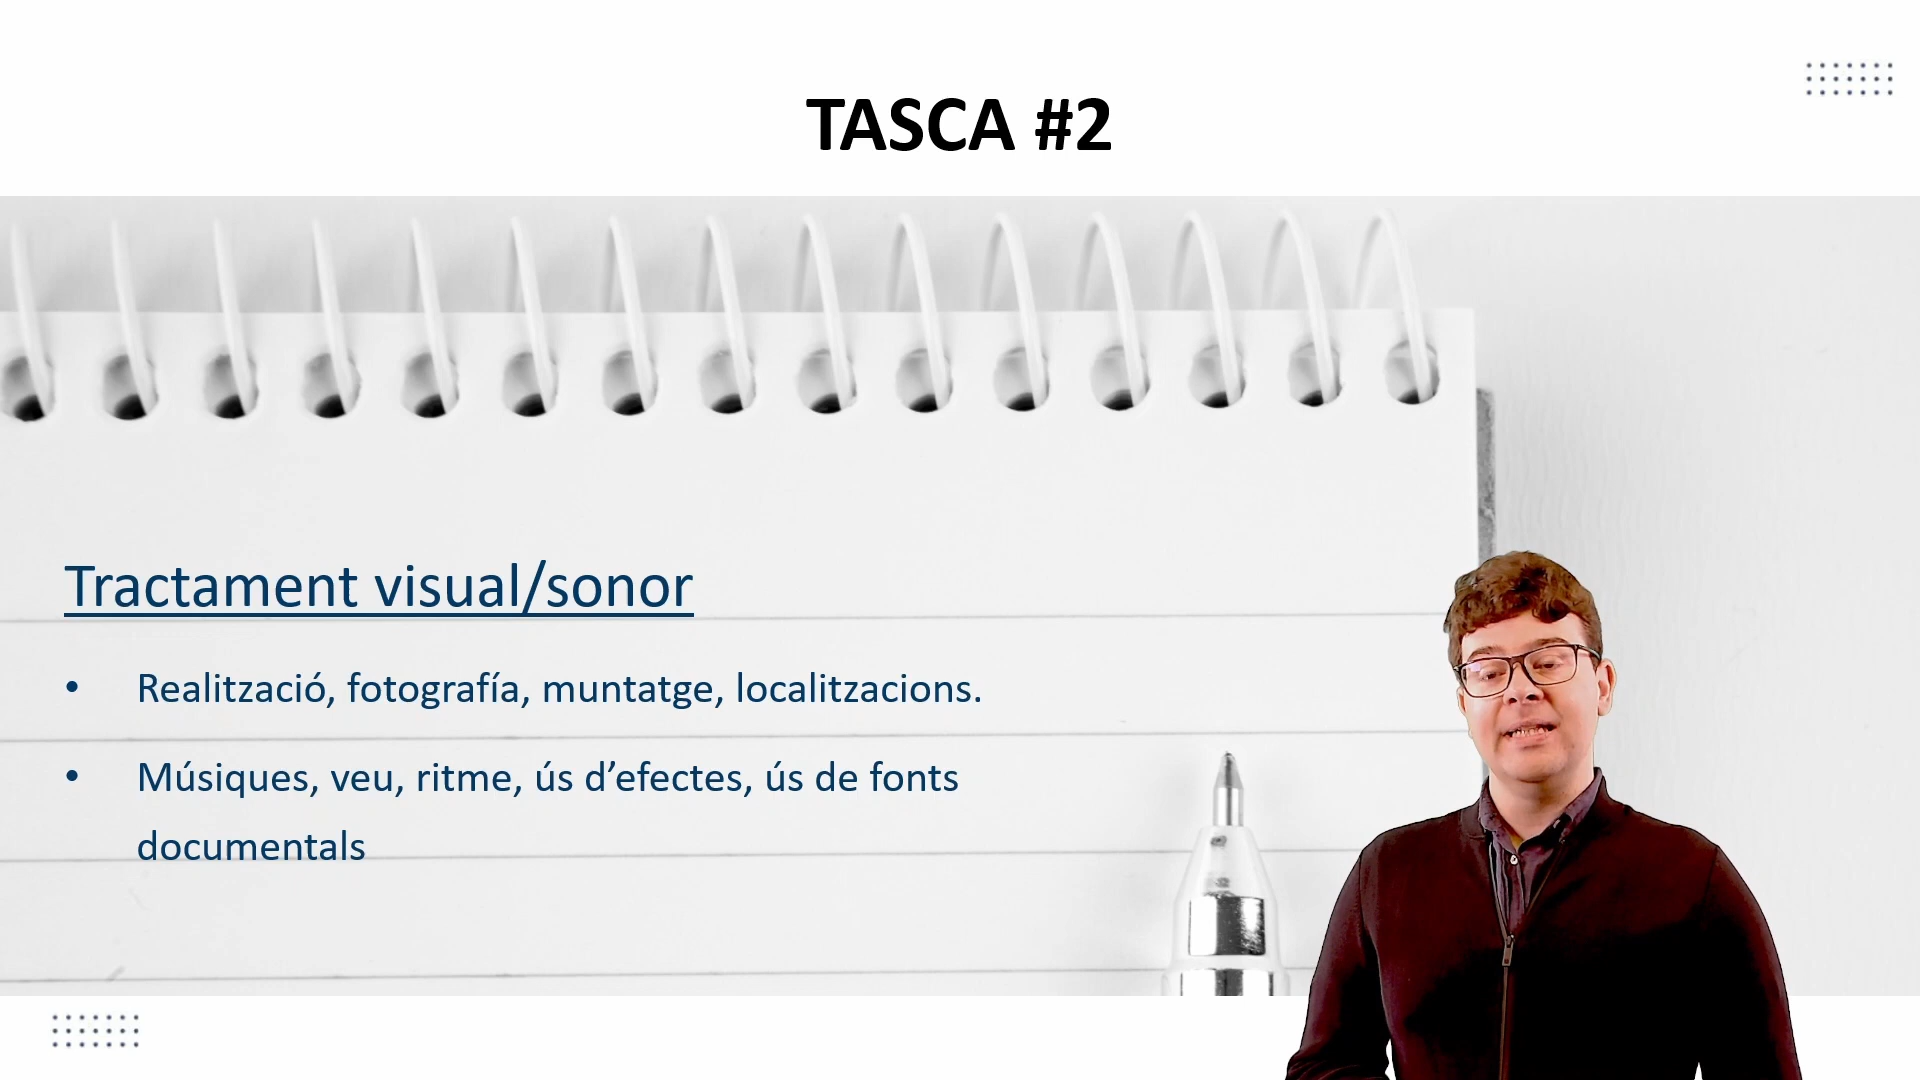 TASCA #2
Tractament visual/sonor
• Realització, fotografía, muntatge, localitzacions.
• Músiques, veu, ritme, ús d’efectes, ús de fonts
documentals